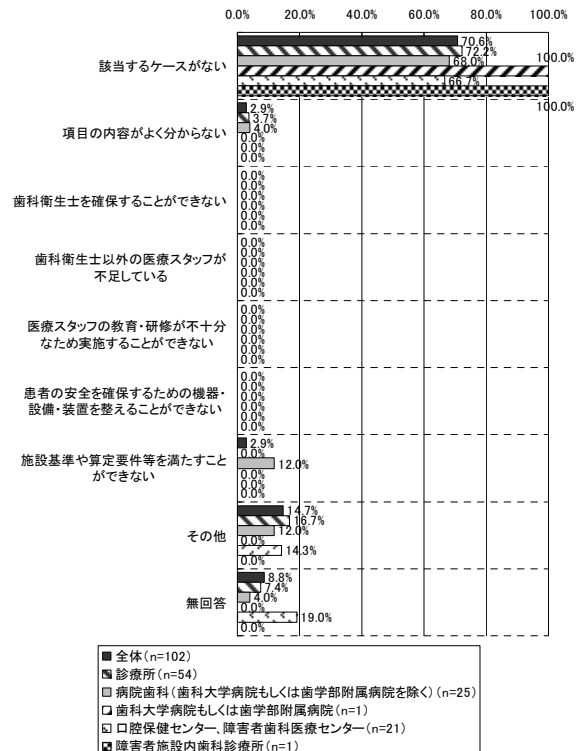 0.0% 20.0% 40.0% 60.0% 80.0% 100.0%
該当するケースがない
70.6%
72.2%
68.0%
100.0%
66.7%
100.0%
項目の内容がよく分からない
2.9%
3.7%
4.0%
0.0%
0.0%
0.0%
歯科衛生士を確保することができない
0.0%
0.0%
0.0%
0.0%
0.0%
0.0%
歯科衛生士以外の医療スタッフが
不足している
0.0%
0.0%
0.0%
0.0%
0.0%
0.0%
医療スタッフの教育・研修が不十分
なため実施することができない
0.0%
0.0%
0.0%
0.0%
0.0%
0.0%
患者の安全を確保するための機器・
設備・装置を整えることができない
0.0%
0.0%
0.0%
0.0%
0.0%
0.0%
施設基準や算定要件等を満たすこと
ができない
2.9%
0.0%
12.0%
0.0%
0.0%
0.0%
その他
14.7%
16.7%
12.0%
0.0%
14.3%
0.0%
無回答
8.8%
7.4%
4.0%
0.0%
19.0%
0.0%
全体(n=102)
診療所(n=54)
病院歯科(歯科大学病院もしくは歯学部附属病院を除く)(n=25)
歯科大学病院もしくは歯学部附属病院(n=1)
口腔保健センター、障害者歯科医療センター(n=21)
障害者施設内歯科診療所(n=1)